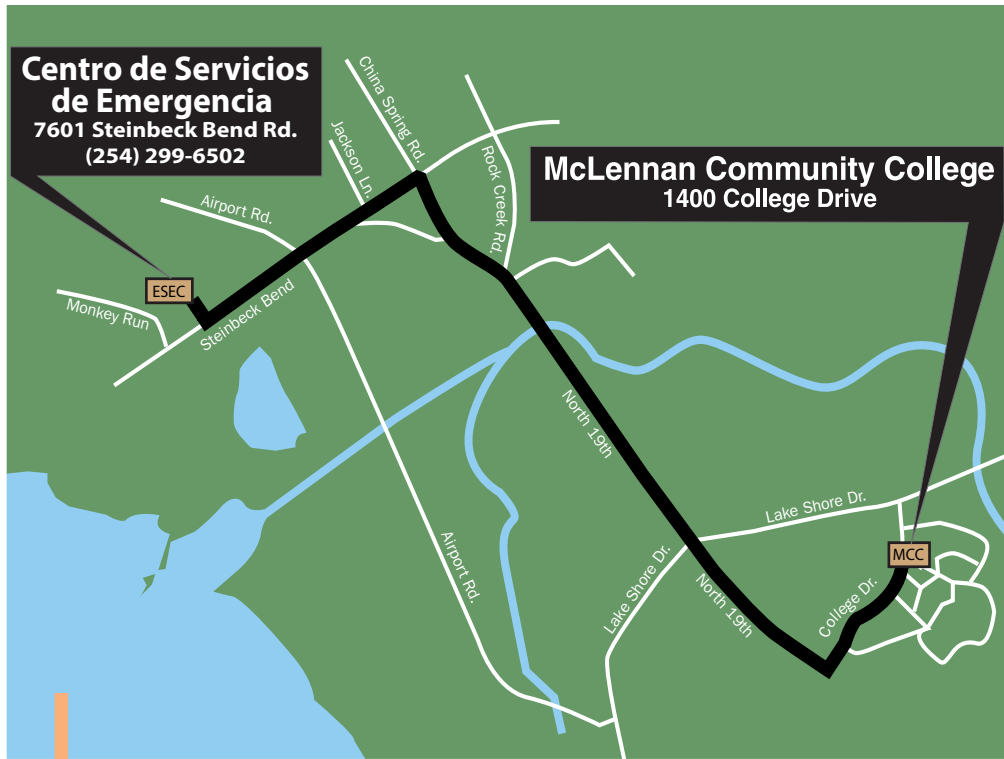 Centro de Servicios
de Emergencia
7601 Steinbeck Bend Rd.
(254) 299-6502
McLennan Community College
1400 College Drive
China Spring Rd.
Jackson Ln.
Rock Creek Rd.
Airport Rd.
ESEC
Monkey Run
Steinbeck Bend
North 19th
Lake Shore Dr.
Airport Rd.
Lake Shore Dr.
North 19th
College Dr.
MCC